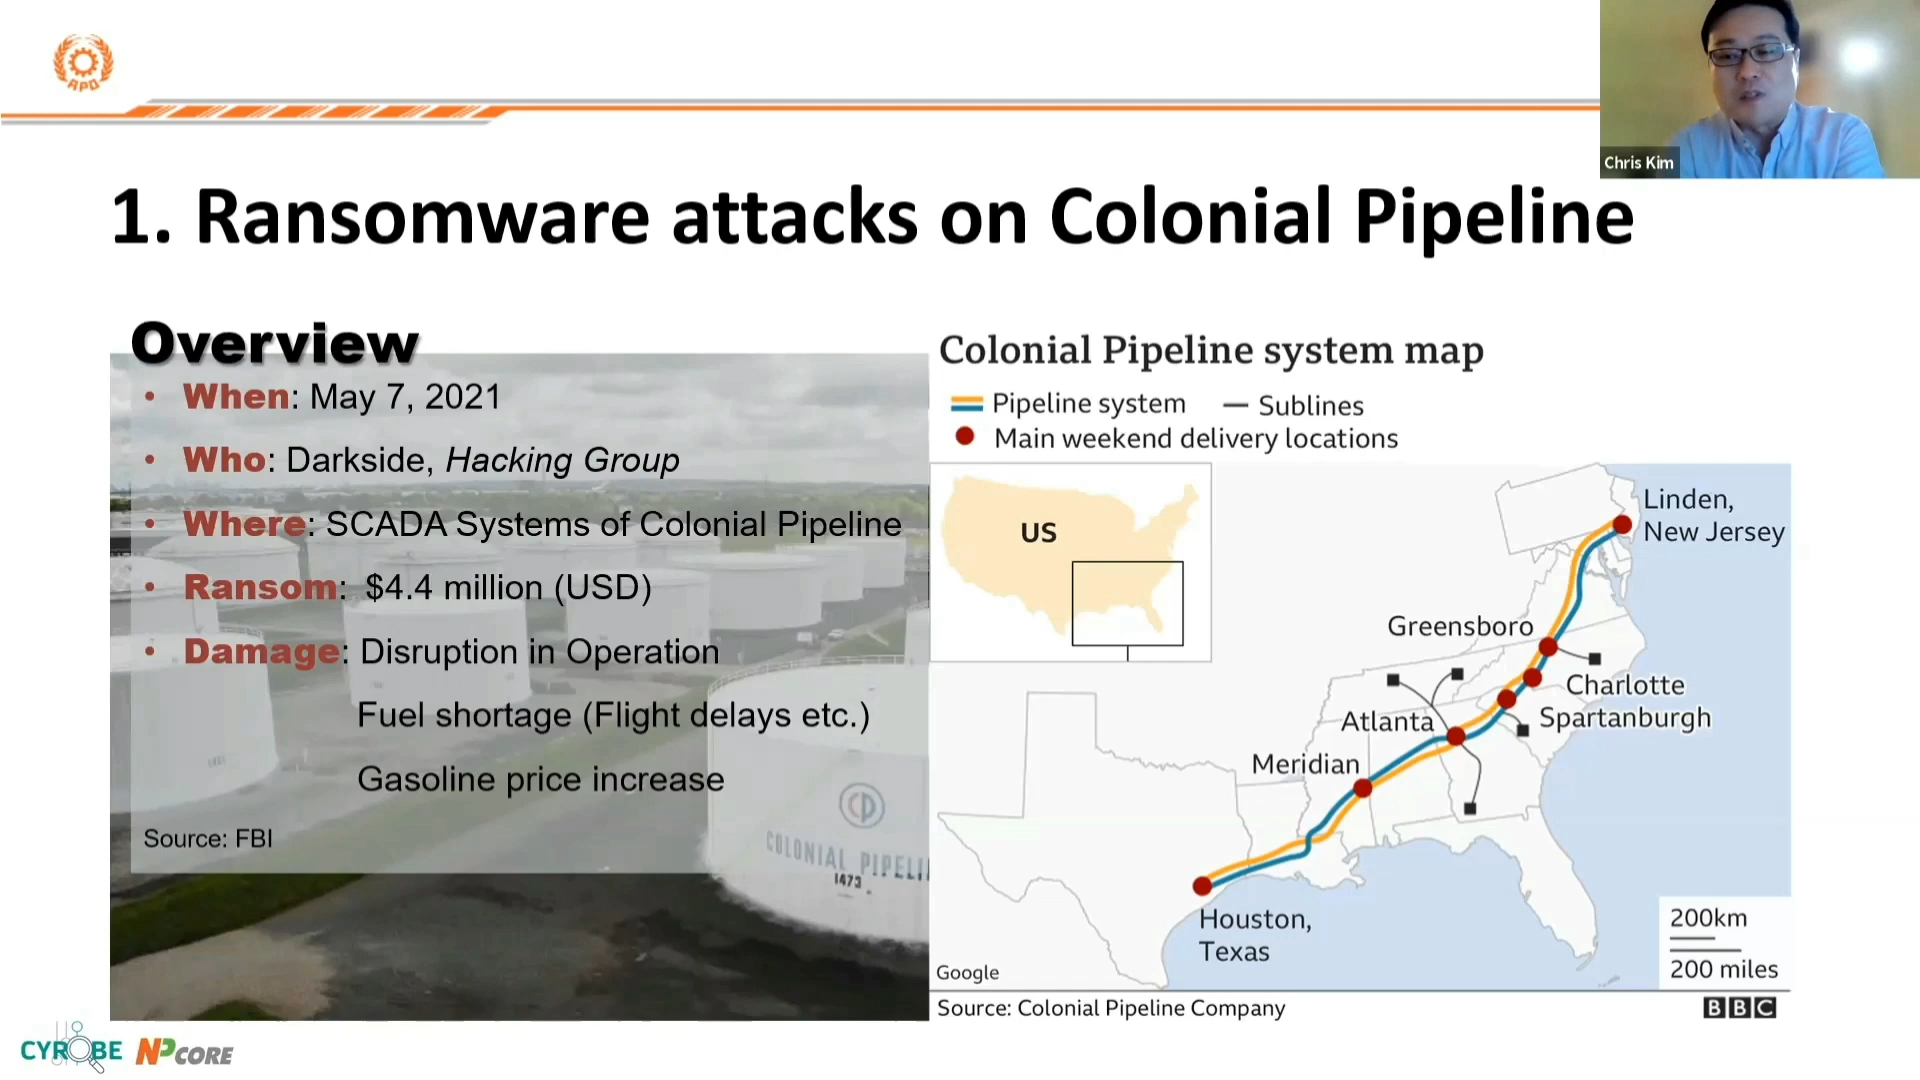 APO
Chris Kim
1. Ransomware attacks on Colonial Pipeline
Overview
• When: May 7, 2021
• Who: Darkside, Hacking Group
• Where: SCADA Systems of Colonial Pipeline
• Ransom: $4.4 million (USD)
• Damage: Disruption in Operation
Fuel shortage (Flight delays etc.)
Gasoline price increase
Source: FBI
CP
COLONIAL PIPELI
1473
Colonial Pipeline system map
Pipeline system
Sublines
Main weekend delivery locations
US
Linden,
New Jersey
Greensboro
Charlotte
Spartanburgh
Atlanta
Meridian
Houston,
Texas
200km
200 miles
Google
Source: Colonial Pipeline Company
BBC
CYROBE
NPCORE